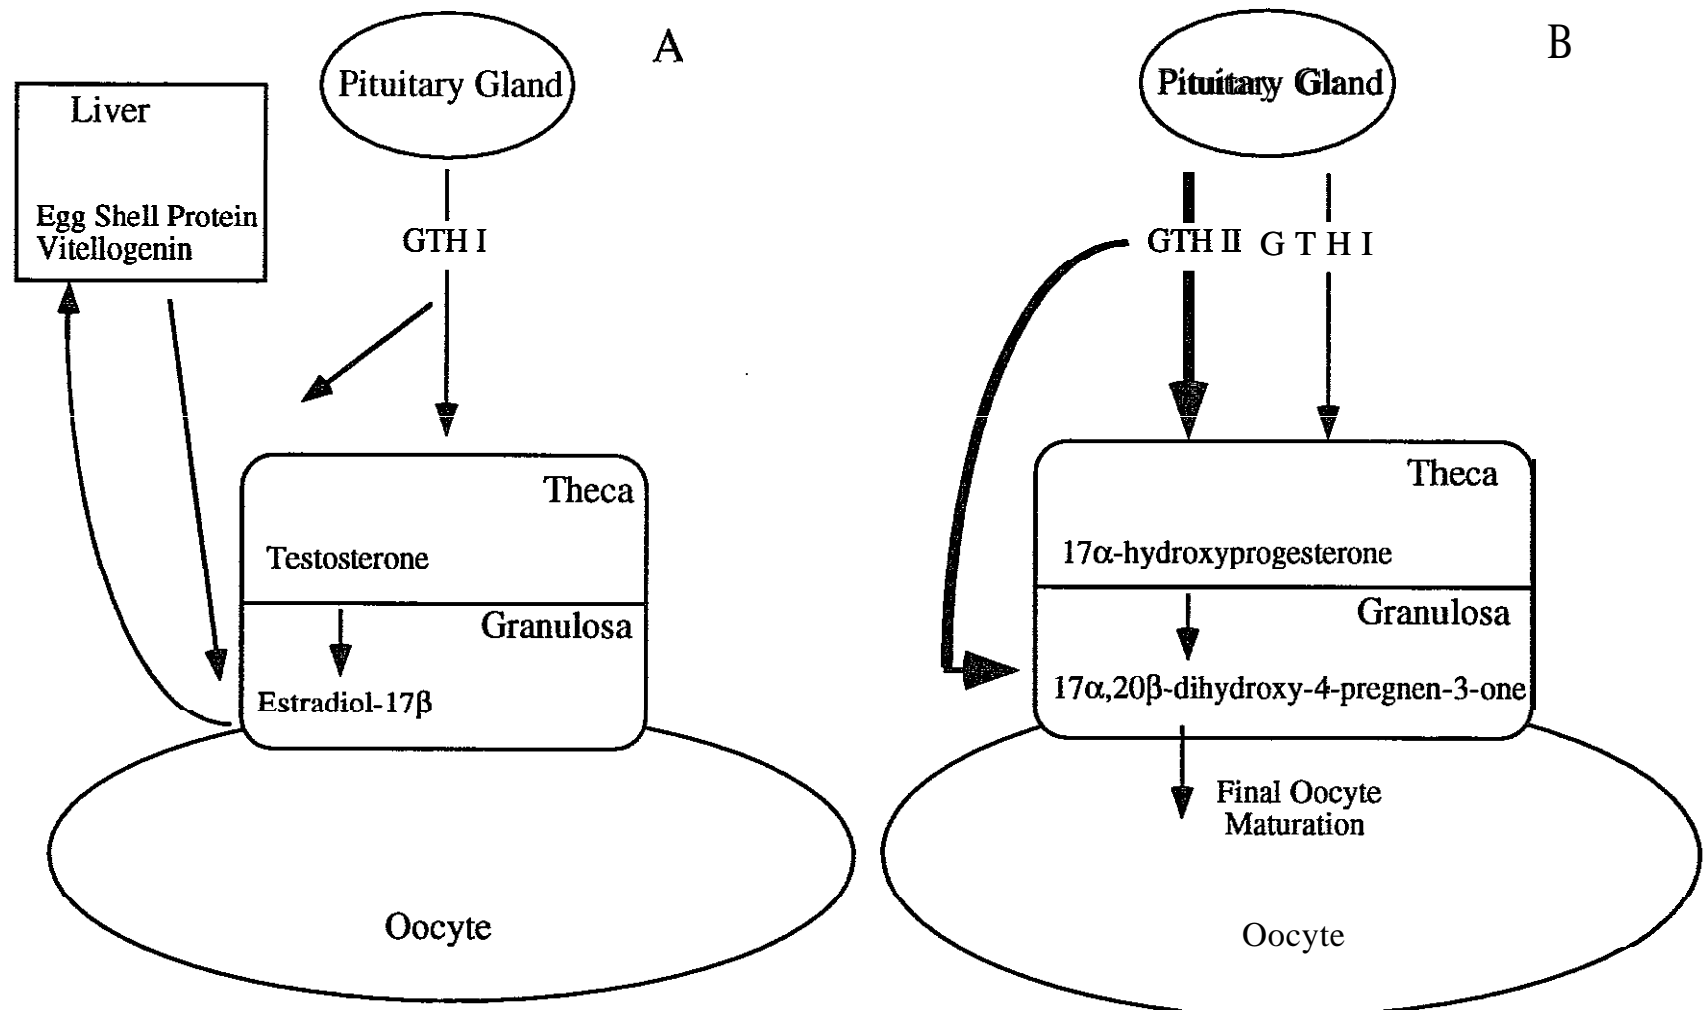 A
Pituitary Gland
Liver
Egg Shell Protein
Vitellogenin
GTH I
Theca
Testosterone
Granulosa
Estradiol-17β
Oocyte
B
Pituitary Gland
GTH II G T H I
Theca
17α-hydroxyprogesterone
Granulosa
17α,20β-dihydroxy-4-pregnen-3-one
Final Oocyte
Maturation
Oocyte